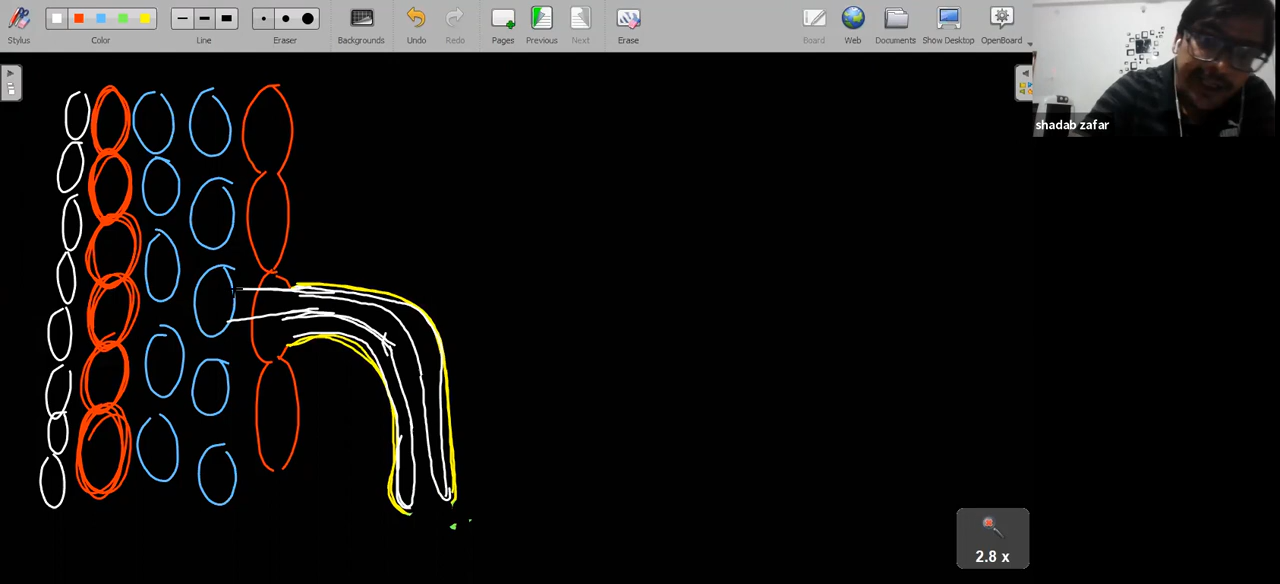 Stylus
Color
Line
Eraser
Backgrounds
Undo
Redo
Pages
Previous
Next
Erase
Board
Web
Documents
Show Desktop
OpenBoard
shadab zafar
2.8 x